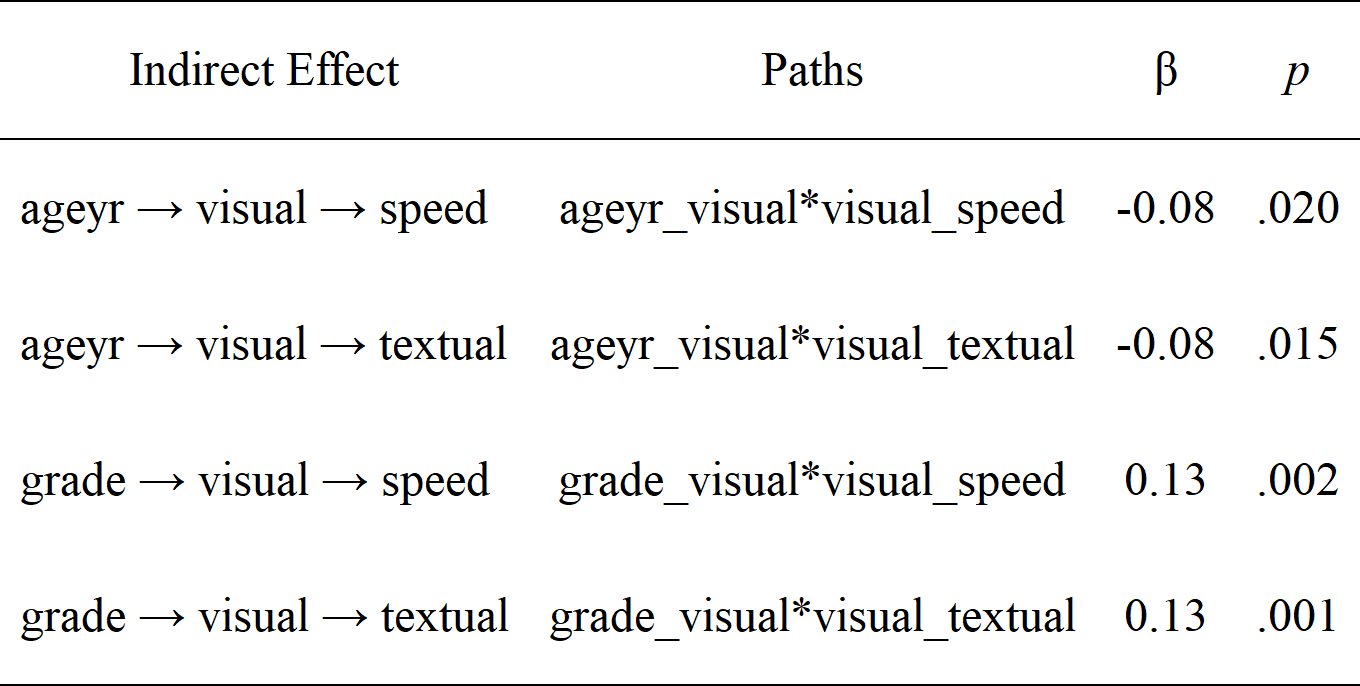 Indirect Effect Paths β p
ageyr → visual → speed ageyr_visual*visual_speed -0.08 .020
ageyr → visual → textual ageyr_visual*visual_textual -0.08 .015
grade → visual → speed grade_visual*visual_speed 0.13 .002
grade → visual → textual grade_visual*visual_textual 0.13 .001